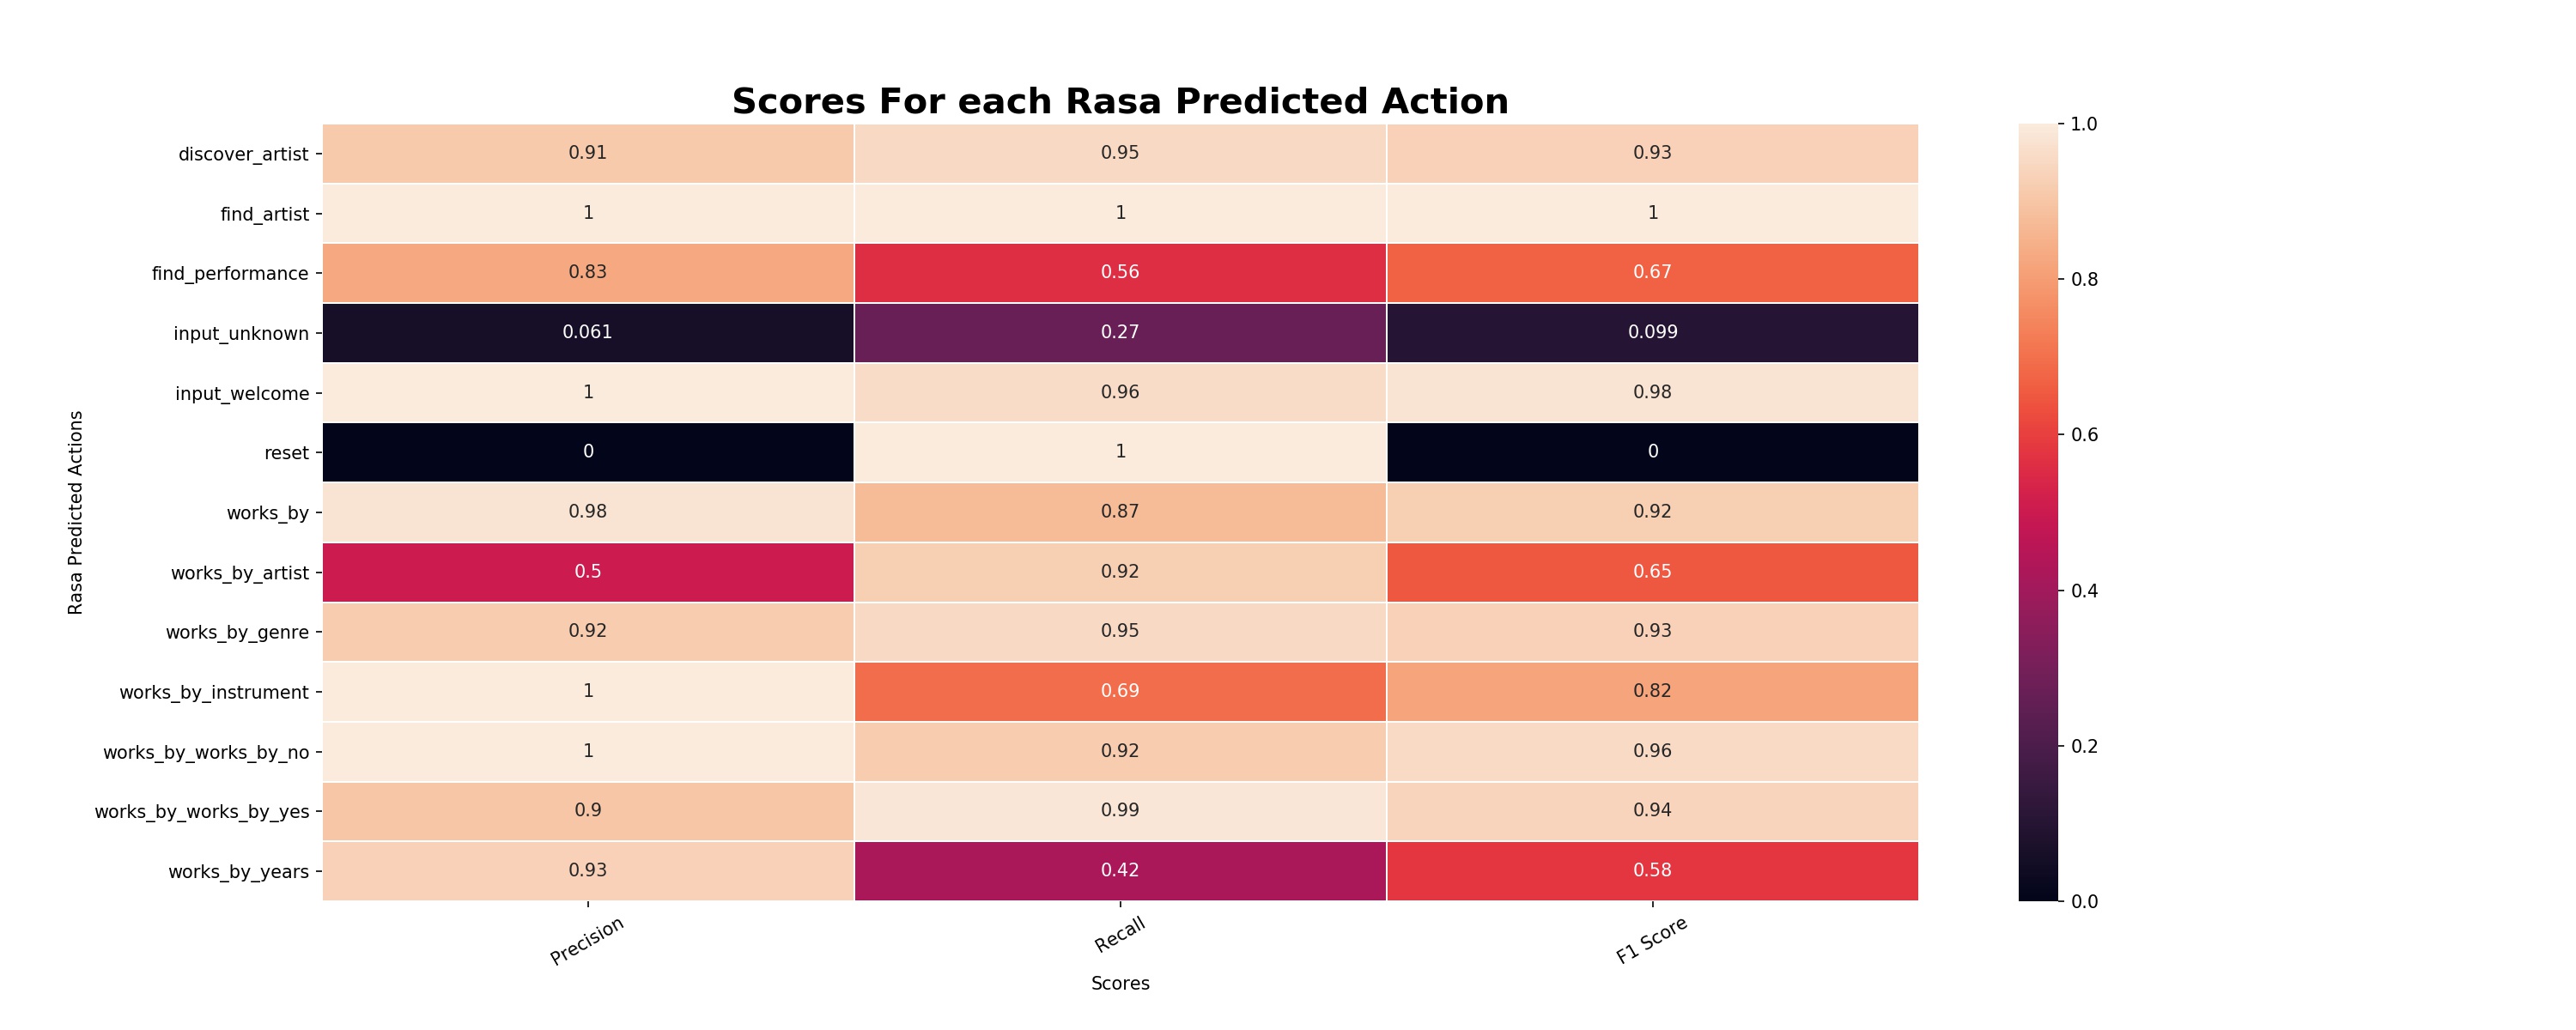 Scores For each Rasa Predicted Action
discover_artist 0.91 0.95 0.93
find_artist 1 1 1
find_performance 0.83 0.56 0.67
input_unknown 0.061 0.27 0.099
input_welcome 1 0.96 0.98
reset 0 1 0
works_by 0.98 0.87 0.92
works_by_artist 0.5 0.92 0.65
works_by_genre 0.92 0.95 0.93
works_by_instrument 1 0.69 0.82
works_by_works_by_no 1 0.92 0.96
works_by_works_by_yes 0.9 0.99 0.94
works_by_years 0.93 0.42 0.58
Rasa Predicted Actions
Precision Recall F1 Score
Scores
1.0
0.8
0.6
0.4
0.2
0.0